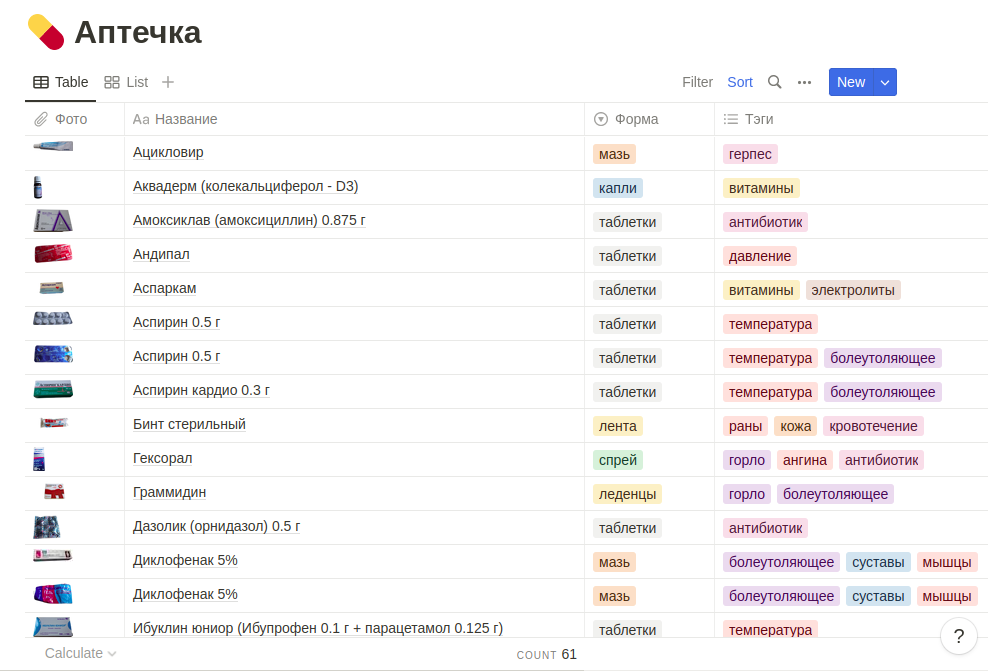 Аптечка
Table List
Filter Sort New
Фото Aa Название Форма Тэги
Ацикловир мазь герпес
Аквадерм (колекальциферол - D3) капли витамины
Амоксиклав (амоксициллин) 0.875 г таблетки антибиотик
Андипал таблетки давление
Аспаркам таблетки витамины электролиты
Аспирин 0.5 г таблетки температура
Аспирин 0.5 г таблетки температура болеутоляющее
Аспирин кардио 0.3 г таблетки температура болеутоляющее
Бинт стерильный лента раны кожа кровотечение
Гексорал спрей горло ангина антибиотик
Граммидин леденцы горло болеутоляющее
Дазолик (орнидазол) 0.5 г таблетки антибиотик
Диклофенак 5% мазь болеутоляющее суставы мышцы
Диклофенак 5% мазь болеутоляющее суставы мышцы
Ибуклин юниор (Ибупрофен 0.1 г + парацетамол 0.125 г) таблетки температура
Calculate COUNT 61 ?